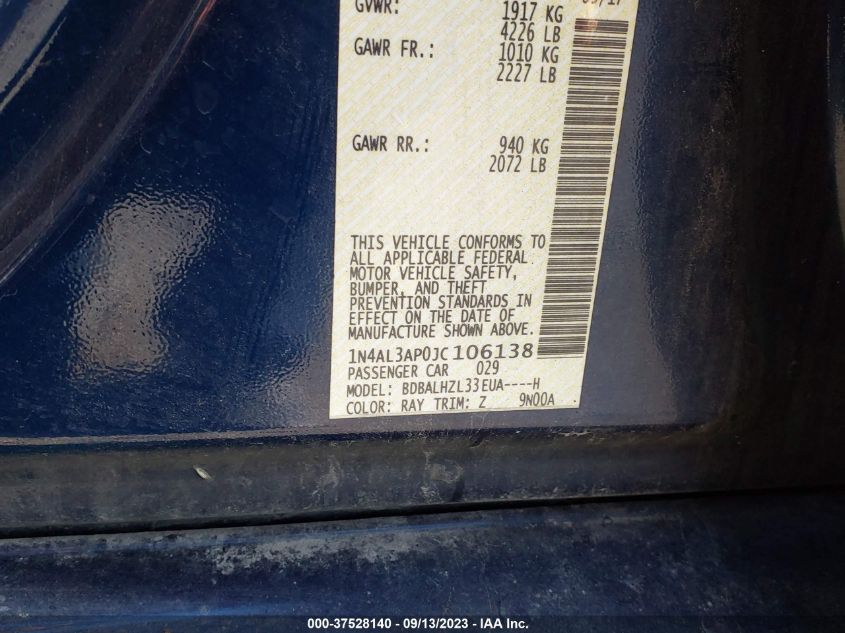 GVWR: 1917 KG
4226 LB
GAWR FR.: 1010 KG
2227 LB
GAWR RR.: 940 KG
2072 LB
THIS VEHICLE CONFORMS TO
ALL APPLICABLE FEDERAL
MOTOR VEHICLE SAFETY,
BUMPER, AND THEFT
PREVENTION STANDARDS IN
EFFECT ON THE DATE OF
MANUFACTURE SHOWN ABOVE.
1N4AL3AP0JC106138
PASSENGER CAR 029
MODEL: BDBALHZL33EUA----H
COLOR: RAY TRIM: Z 9N00A
000-37528140 - 09/13/2023 - IAA Inc.